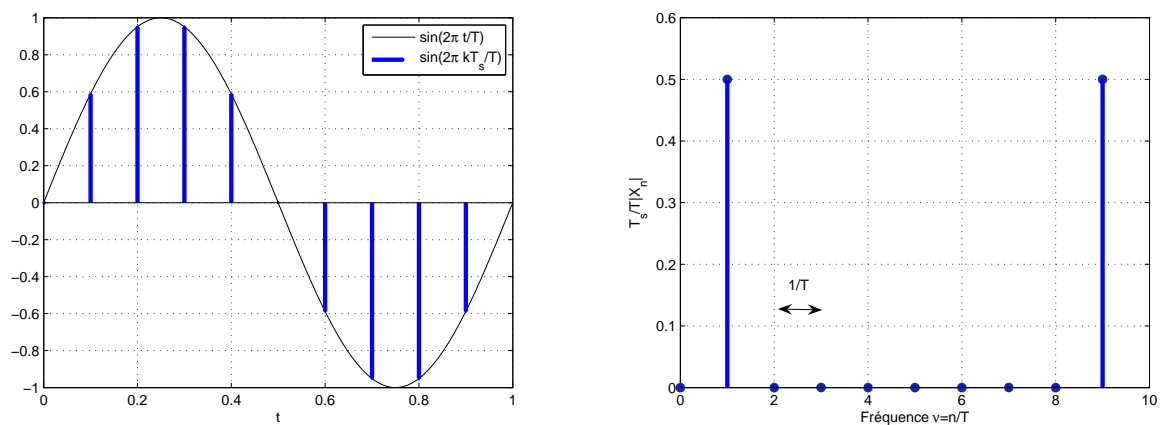 1
0.8
0.6
0.4
0.2
0
−0.2
−0.4
−0.6
−0.8
−1
0 0.2 0.4 0.6 0.8 1
t
sin(2π t/T)
sin(2π kT_s/T)
0.6
0.5
0.4
0.3
0.2
0.1
0
T_s/T|X_n|
1/T
0 2 4 6 8 10
Fréquence ν=n/T